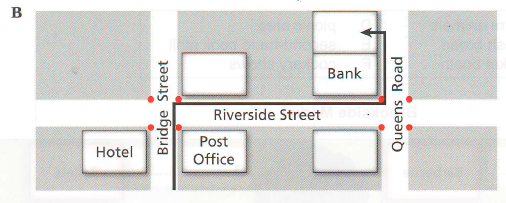 B
Bank
Bridge Street
Queens Road
Riverside Street
Hotel
Post
Office